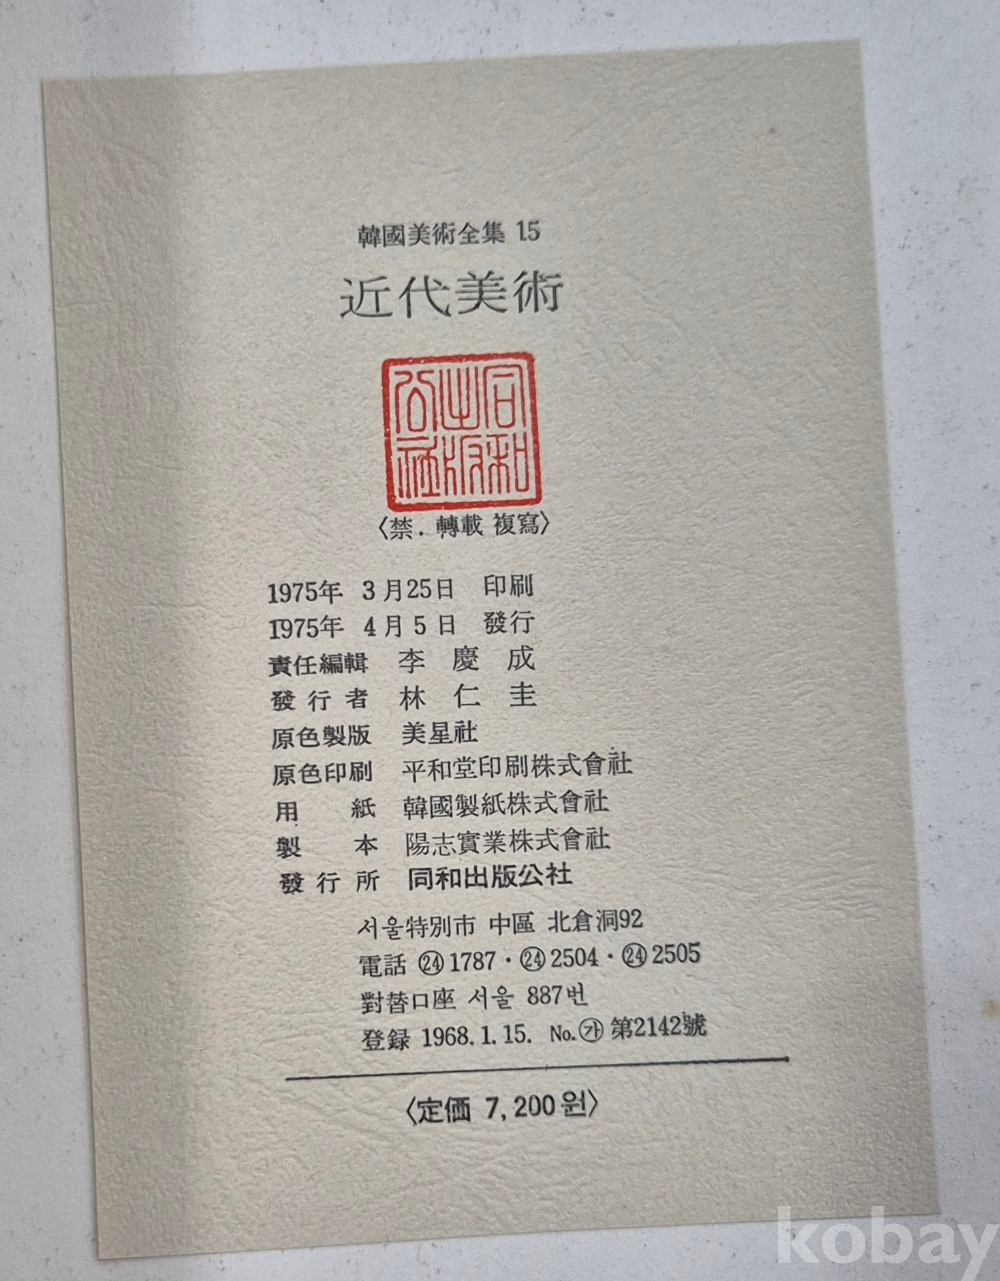 韓國美術全集 15
近代美術
同和
出版
公社
〈禁. 轉載 複寫〉
1975年 3月25日 印刷
1975年 4月 5日 發行
責任編輯 李慶成
發行者 林仁圭
原色製版 美星社
原色印刷 平和堂印刷株式會社
用紙 韓國製紙株式會社
製本 陽志實業株式會社
發行所 同和出版公社
서울特別市 中區 北倉洞92
電話 ㉔1787・㉔2504・㉔2505
對替口座 서울 887번
登録 1968.1.15. No.㉮第2142號
〈定価 7,200원〉
kobay